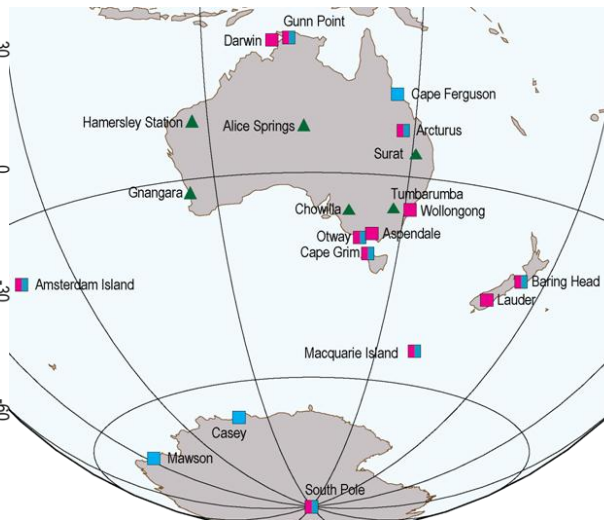 Gunn Point
Darwin
30
Cape Ferguson
Hamersley Station
Alice Springs
Arcturus
Surat
0
Gnangara
Tumbarumba
Chowilla
Wollongong
Otway
Aspendale
Cape Grim
Amsterdam Island
Baring Head
-30
Lauder
Macquarie Island
-60
Casey
Mawson
South Pole